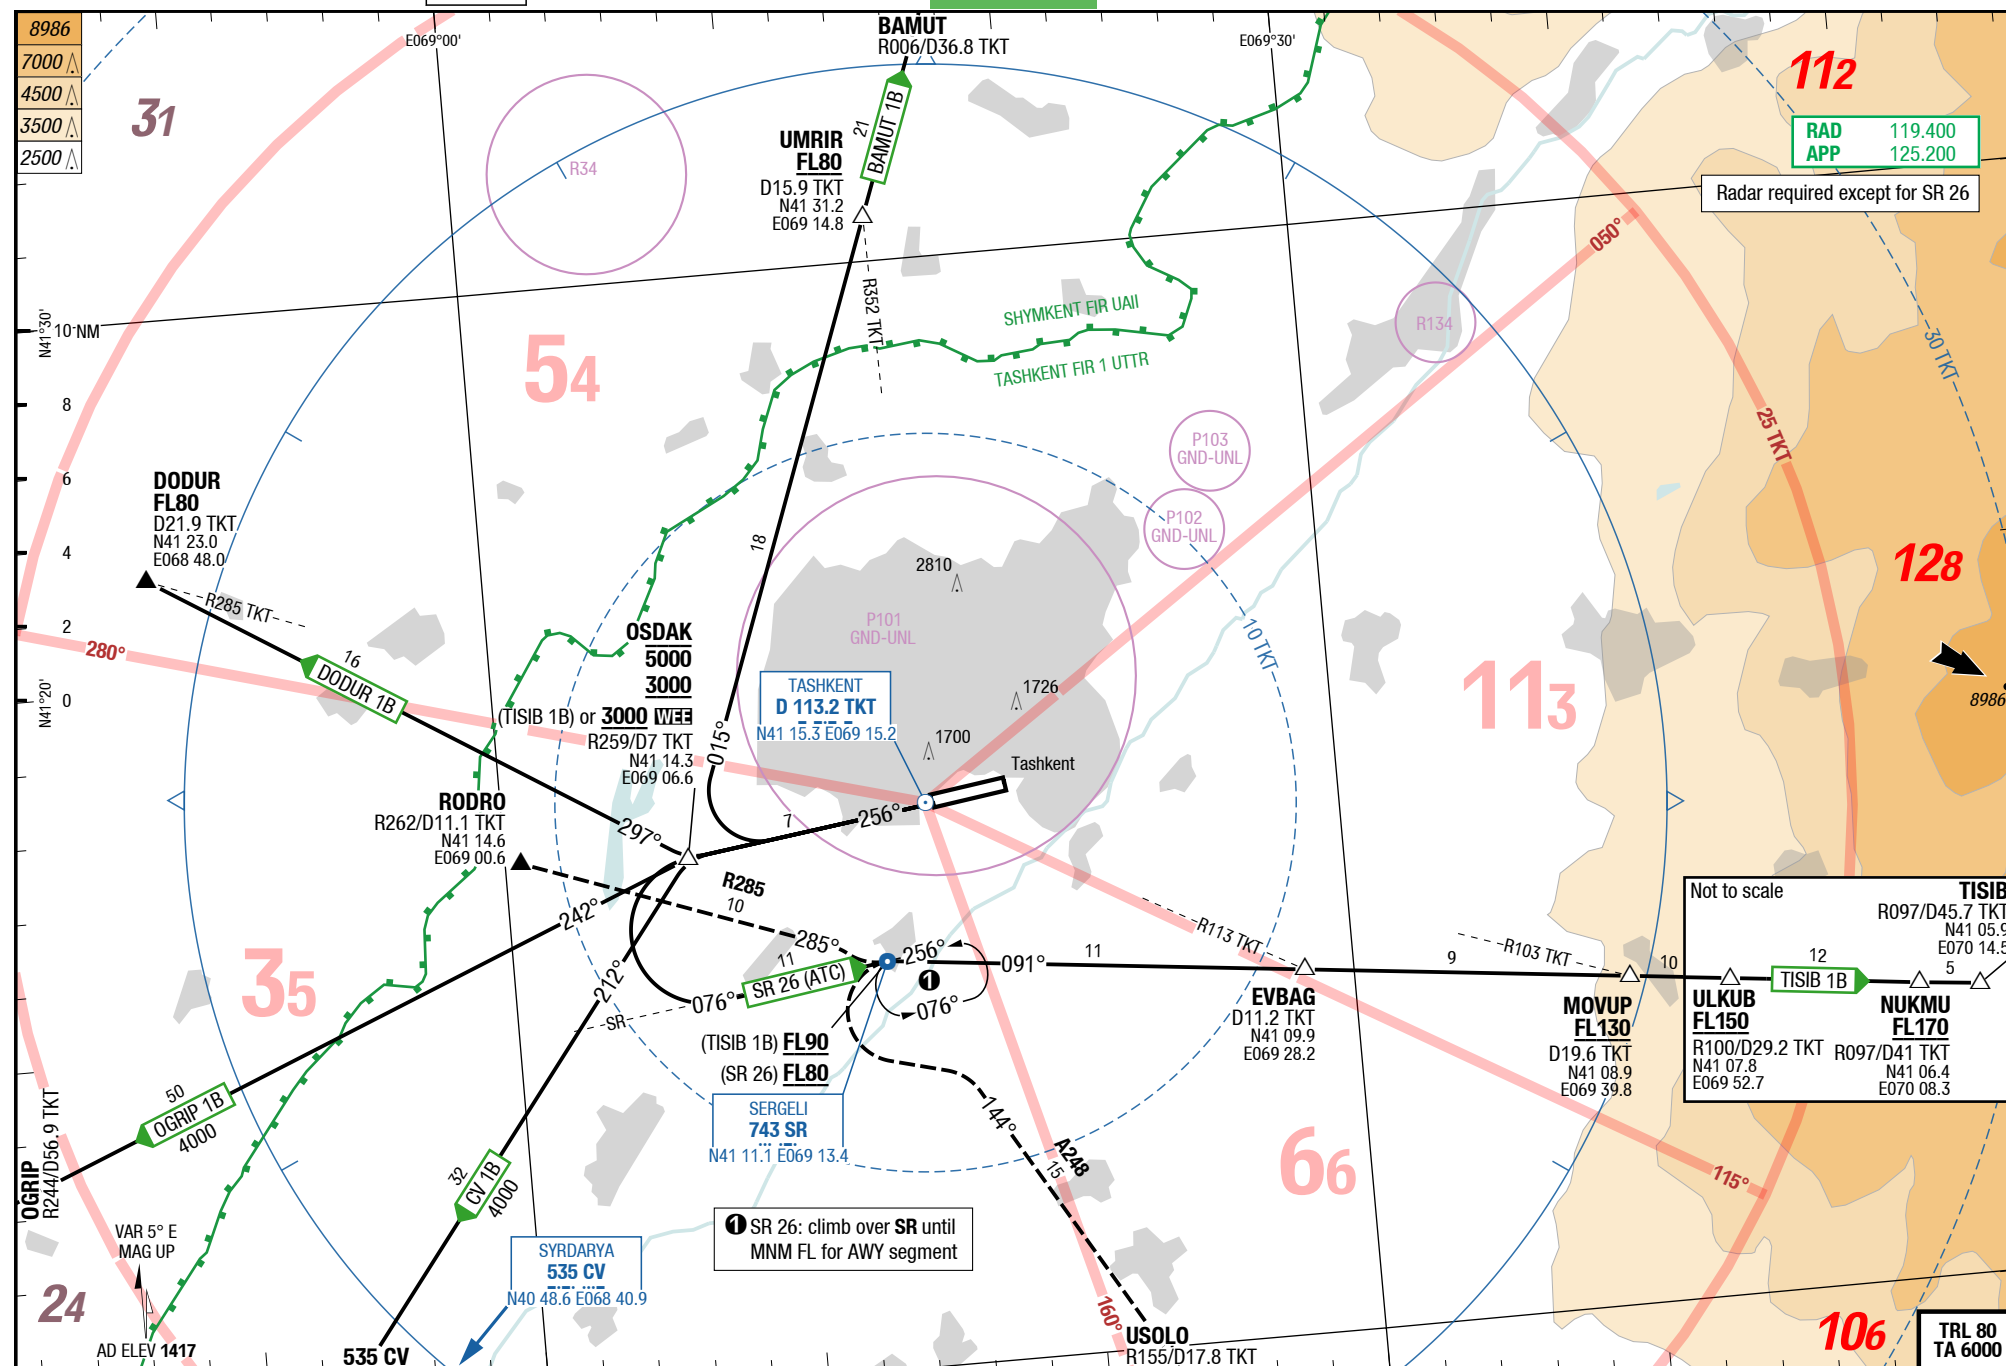 8986
7000
4500
3500
2500
31
E069°00'
BAMUT
R006/D36.8 TKT
E069°30'
112
RAD 119.400
APP 125.200
Radar required except for SR 26
R34
21
BAMUT 1B
UMRIR
FL80
D15.9 TKT
N41 31.2
E069 14.8
R352 TKT
050°
SHYMKENT FIR UAII
TASHKENT FIR 1 UTTR
R134
30 TKT
25 TKT
N41°30'
10 NM
8
6
4
2
0
N41°20'
54
P103
GND-UNL
P102
GND-UNL
DODUR
FL80
D21.9 TKT
N41 23.0
E068 48.0
R285 TKT
280°
16
DODUR 1B
18
2810
P101
GND-UNL
128
OSDAK
5000
3000
(TISIB 1B) or 3000 WEE
R259/D7 TKT
N41 14.3
E069 06.6
TASHKENT
D 113.2 TKT
N41 15.3 E069 15.2
10 TKT
1726
1700
Tashkent
113
8986
015°
RODRO
R262/D11.1 TKT
N41 14.6
E069 00.6
297°
7
256°
R285
10
285°
242°
212°
35
11
SR 26 (ATC)
076°
SR
256°
1
076°
091°
11
R113 TKT
EVBAG
D11.2 TKT
N41 09.9
E069 28.2
9
R103 TKT
MOVUP
FL130
D19.6 TKT
N41 08.9
E069 39.8
Not to scale
TISIB
R097/D45.7 TKT
N41 05.9
E070 14.5
10
12
TISIB 1B
5
ULKUB
FL150
R100/D29.2 TKT
N41 07.8
E069 52.7
NUKMU
FL170
R097/D41 TKT
N41 06.4
E070 08.3
(TISIB 1B) FL90
(SR 26) FL80
SERGELI
743 SR
N41 11.1 E069 13.4
144°
A248
15
66
115°
50
OGRIP 1B
4000
OGRIP
R244/D56.9 TKT
32
CV 1B
4000
VAR 5° E
MAG UP
24
AD ELEV 1417
535 CV
SYRDARYA
535 CV
N40 48.6 E068 40.9
1 SR 26: climb over SR until
MNM FL for AWY segment
160°
USOLO
R155/D17.8 TKT
106
TRL 80
TA 6000